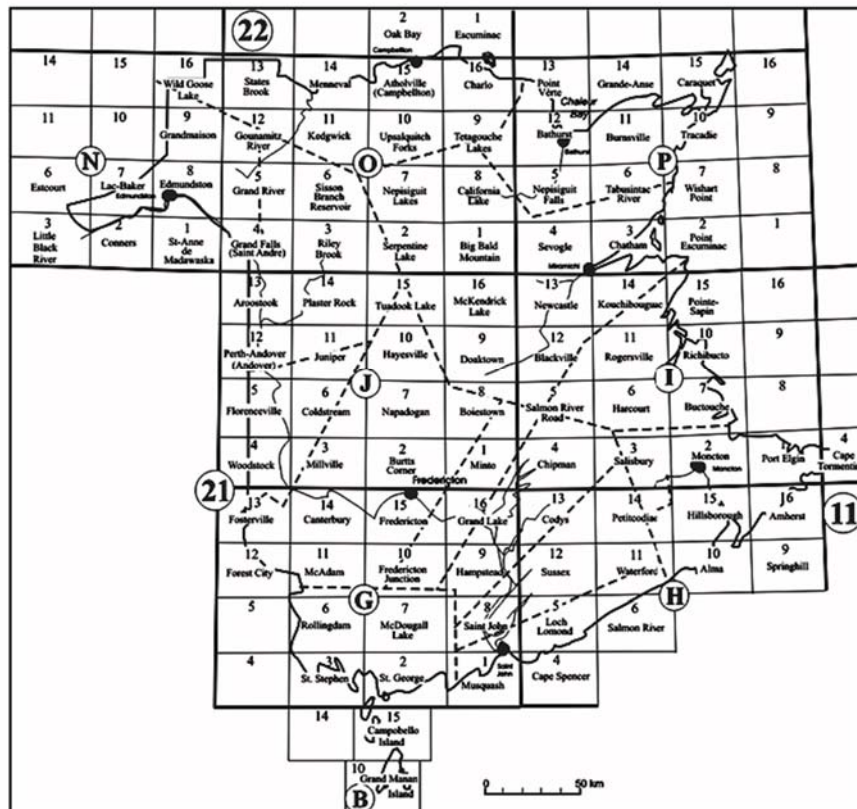 22
2
Oak Bay
1
Escuminac
Campbellton
14
15
16
Wild Goose
Lake
13
States
Brook
14
Menneval
15
Atholville
(Campbellton)
16
Charlo
13
Point
Verte
14
Grande-Anse
15
Caraquet
16
Chaleur
Bay
11
10
9
Grandmaison
12
Gounamitz
River
11
Kedgwick
10
Upsalquitch
Forks
9
Tetagouche
Lakes
12
Bathurst
Bathurst
11
Burnsville
10
Tracadie
9
N
O
P
6
Estcourt
7
Lac-Baker
Edmundston
8
Edmundston
5
Grand River
6
Sisson
Branch
Reservoir
7
Nepisiguit
Lakes
8
California
Lake
5
Nepisiguit
Falls
6
Tabusintac
River
7
Wishart
Point
8
3
Little
Black
River
2
Conners
1
St-Anne
de
Madawaska
4
Grand Falls
(Saint Andre)
3
Riley
Brook
2
Serpentine
Lake
1
Big Bald
Mountain
4
Sevogle
3
Chatham
2
Point
Escuminac
1
Miramichi
13
Aroostook
14
Plaster Rock
15
Tuadook Lake
16
McKendrick
Lake
13
Newcastle
14
Kouchibouguac
15
Pointe-
Sapin
16
12
Perth-Andover
(Andover)
11
Juniper
10
Hayesville
9
Doaktown
12
Blackville
11
Rogersville
10
Richibucto
9
J
I
5
Florenceville
6
Coldstream
7
Napadogan
8
Boiestown
5
Salmon River
Road
6
Harcourt
7
Buctouche
8
4
Woodstock
3
Millville
2
Burtts
Corner
1
Minto
4
Chipman
3
Salisbury
2
Moncton
Moncton
1
Port Elgin
4
Cape
Tormentine
Fredericton
21
11
13
Fosterville
14
Canterbury
15
Fredericton
16
Grand Lake
13
Codys
14
Petitcodiac
15
Hillsborough
16
Amherst
12
Forest City
11
McAdam
10
Fredericton
Junction
9
Hampstead
12
Sussex
11
Waterford
10
Alma
9
Springhill
G
H
5
6
Rollingdam
7
McDougall
Lake
8
Saint John
5
Loch
Lomond
6
Salmon River
4
3
St. Stephen
2
St. George
1
Musquash
Saint
John
4
Cape Spencer
14
15
Campobello
Island
10
Grand Manan
Island
B
0
50 km